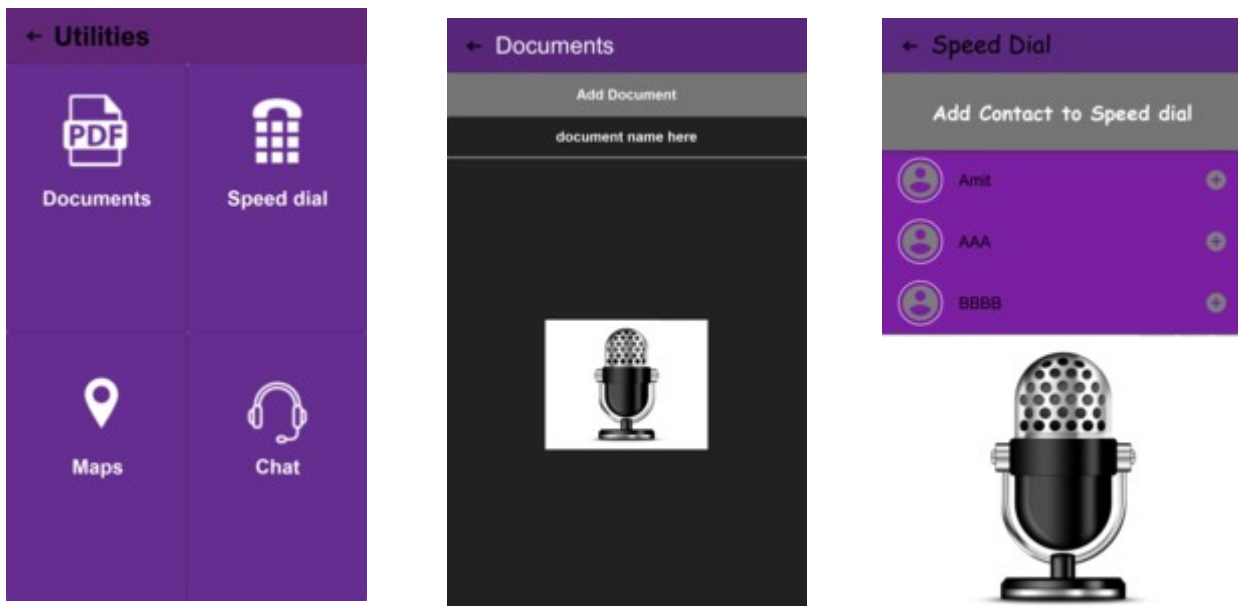 ← Utilities
PDF
Documents
Speed dial
Maps
Chat
← Documents
Add Document
document name here
← Speed Dial
Add Contact to Speed dial
Amit
AAA
BBBB